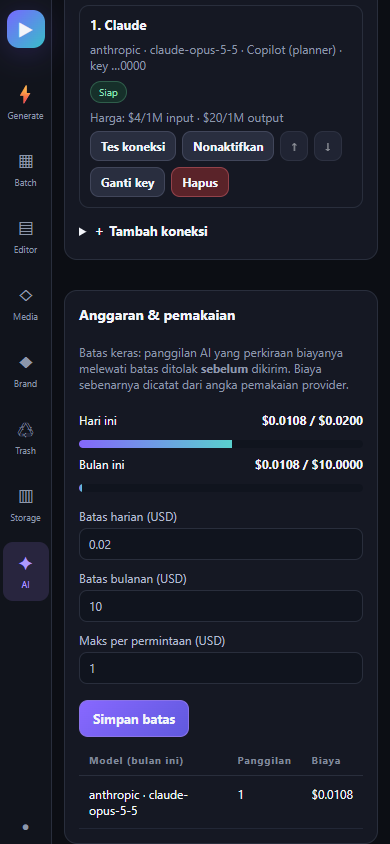 Generate
Batch
Editor
Media
Brand
Trash
Storage
AI
1. Claude
anthropic · claude-opus-5-5 · Copilot (planner) ·
key …0000
Siap
Harga: $4/1M input · $20/1M output
Tes koneksi
Nonaktifkan
↑
↓
Ganti key
Hapus
▶ + Tambah koneksi
Anggaran & pemakaian
Batas keras: panggilan AI yang perkiraan biayanya
melewati batas ditolak sebelum dikirim. Biaya
sebenarnya dicatat dari angka pemakaian provider.
Hari ini $0.0108 / $0.0200
Bulan ini $0.0108 / $10.0000
Batas harian (USD)
0.02
Batas bulanan (USD)
10
Maks per permintaan (USD)
1
Simpan batas
Model (bulan ini) Panggilan Biaya
anthropic · claude- 1 $0.0108
opus-5-5